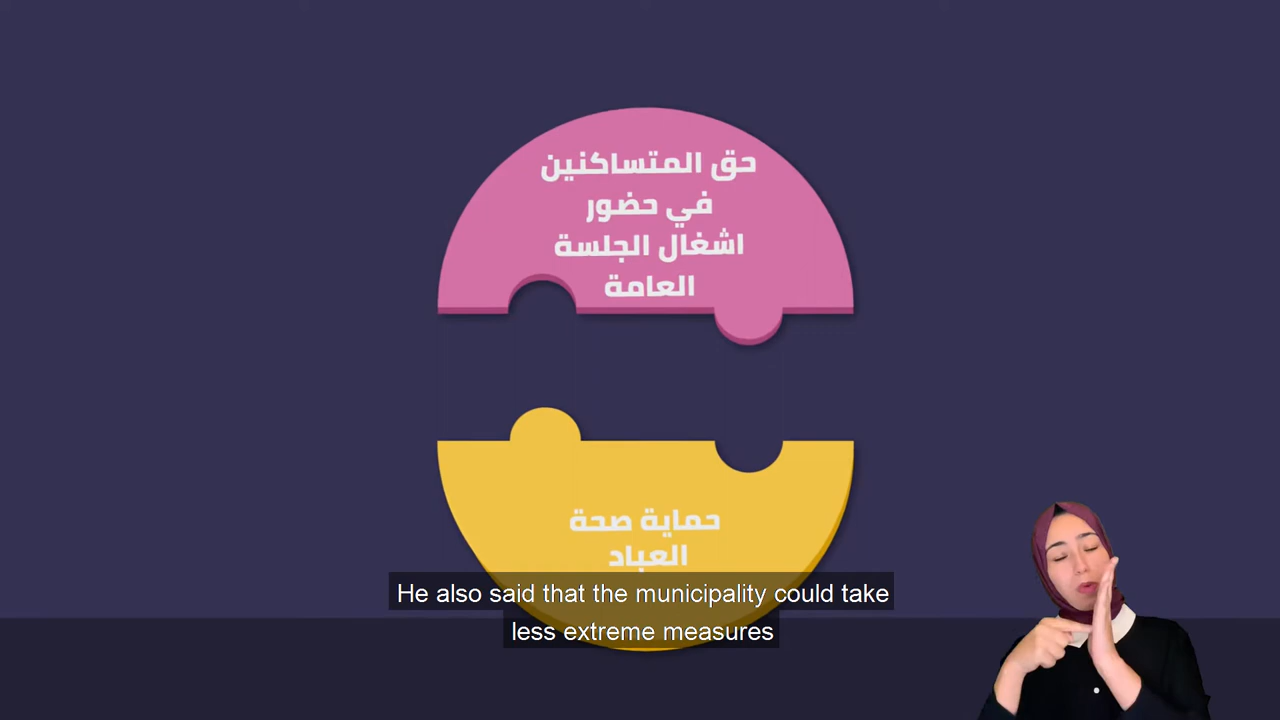 حق المتساكنين
في حضور
اشغال الجلسة
العامة
حماية صحة
العباد
He also said that the municipality could take
less extreme measures